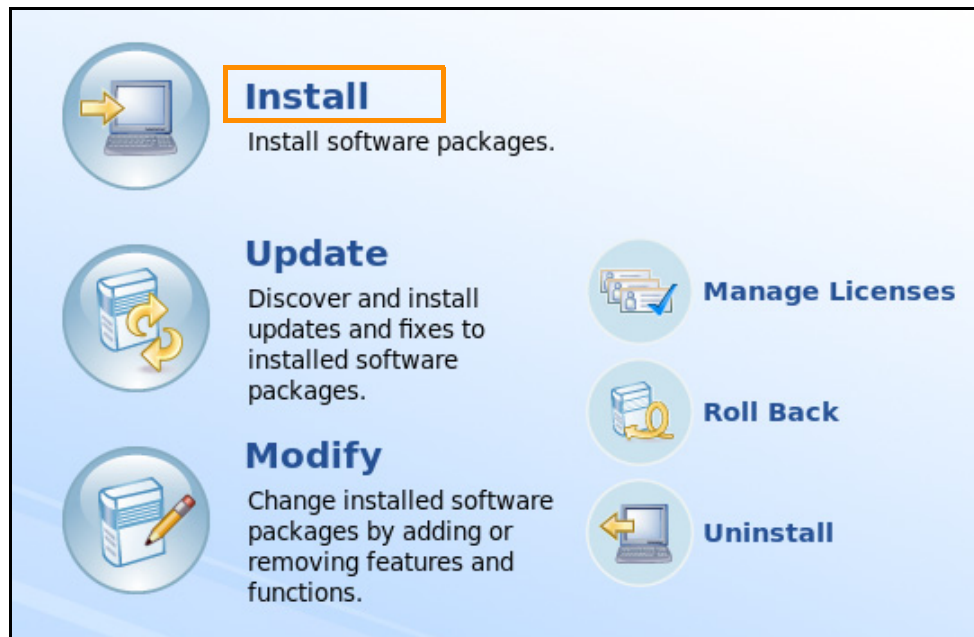 Install
Install software packages.
Update
Discover and install
updates and fixes to
installed software
packages.
Modify
Change installed software
packages by adding or
removing features and
functions.
Manage Licenses
Roll Back
Uninstall